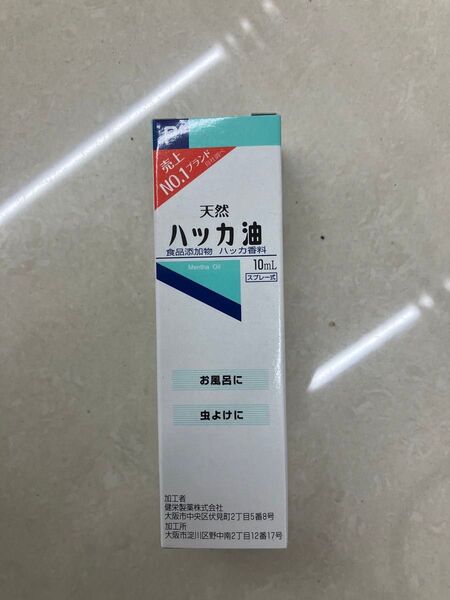 売上
NO.1ブランド
天然
ハッカ油
食品添加物 ハッカ香料
Mentha Oil
10mL
スプレー式
お風呂に
虫よけに
加工者
健栄製薬株式会社
大阪市中央区伏見町2丁目5番8号
加工所
大阪市淀川区野中南2丁目12番17号